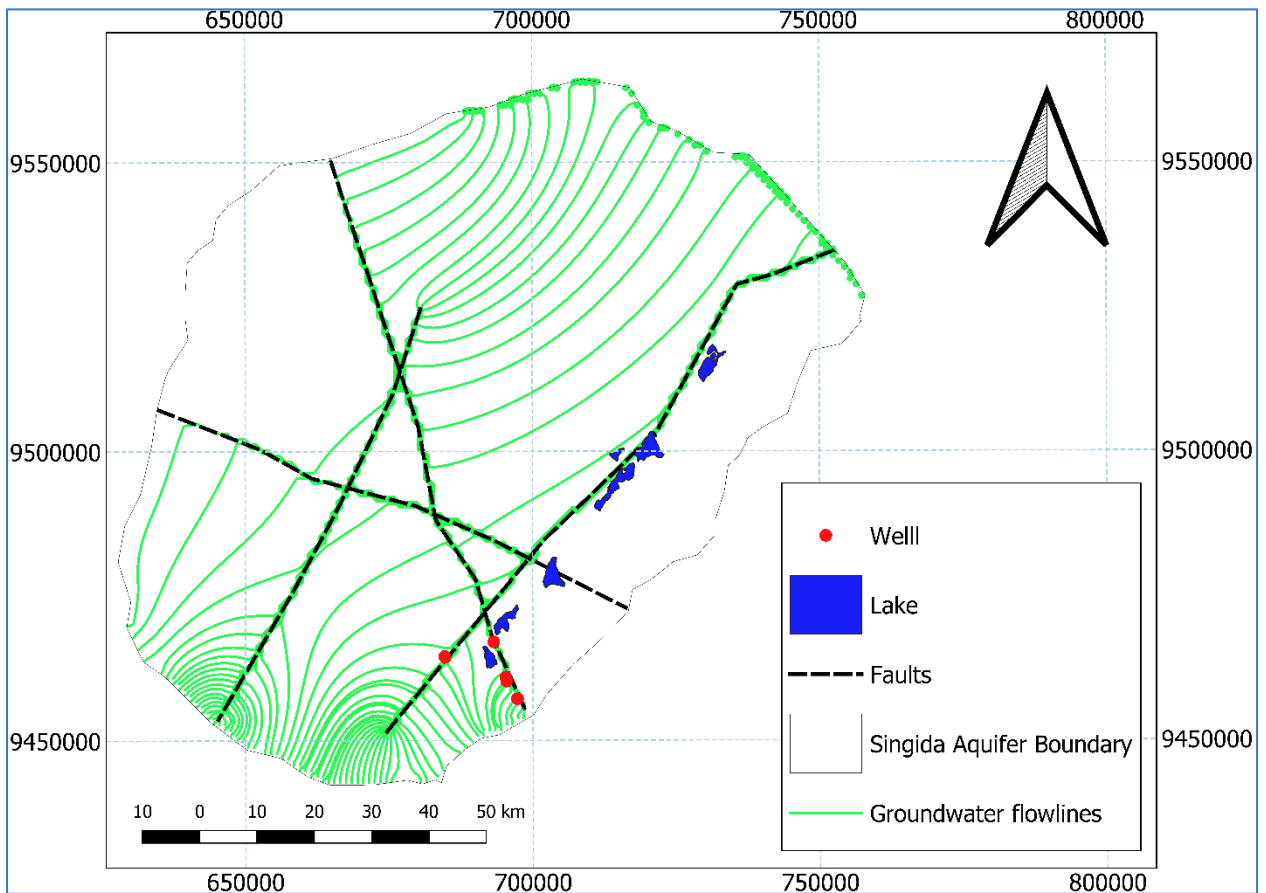 650000 700000 750000 800000
9550000 9550000
9500000 9500000
9450000 9450000
Welll
Lake
Faults
Singida Aquifer Boundary
Groundwater flowlines
10 0 10 20 30 40 50 km
650000 700000 750000 800000